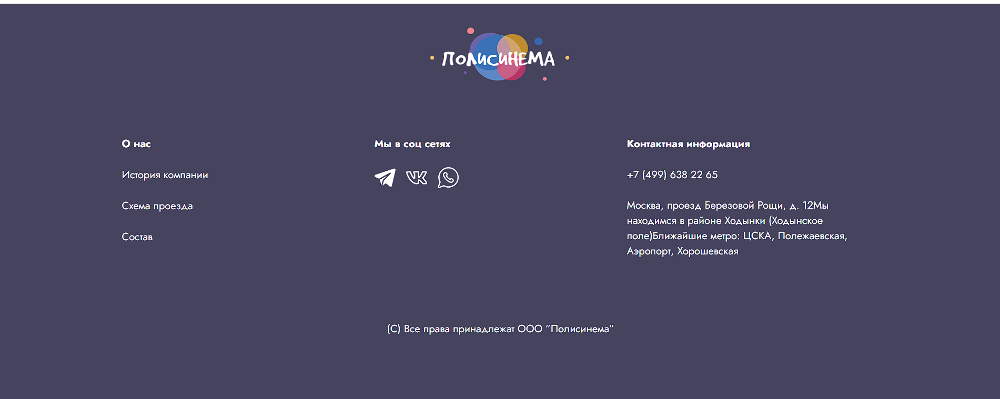 ПОЛИСИНЕМА
О нас
История компании
Схема проезда
Состав
Мы в соц сетях
Контактная информация
+7 (499) 638 22 65
Москва, проезд Березовой Рощи, д. 12Мы
находимся в районе Ходынки (Ходынское
поле)Ближайшие метро: ЦСКА, Полежаевская,
Аэропорт, Хорошевская
(С) Все права принадлежат ООО "Полисинема"